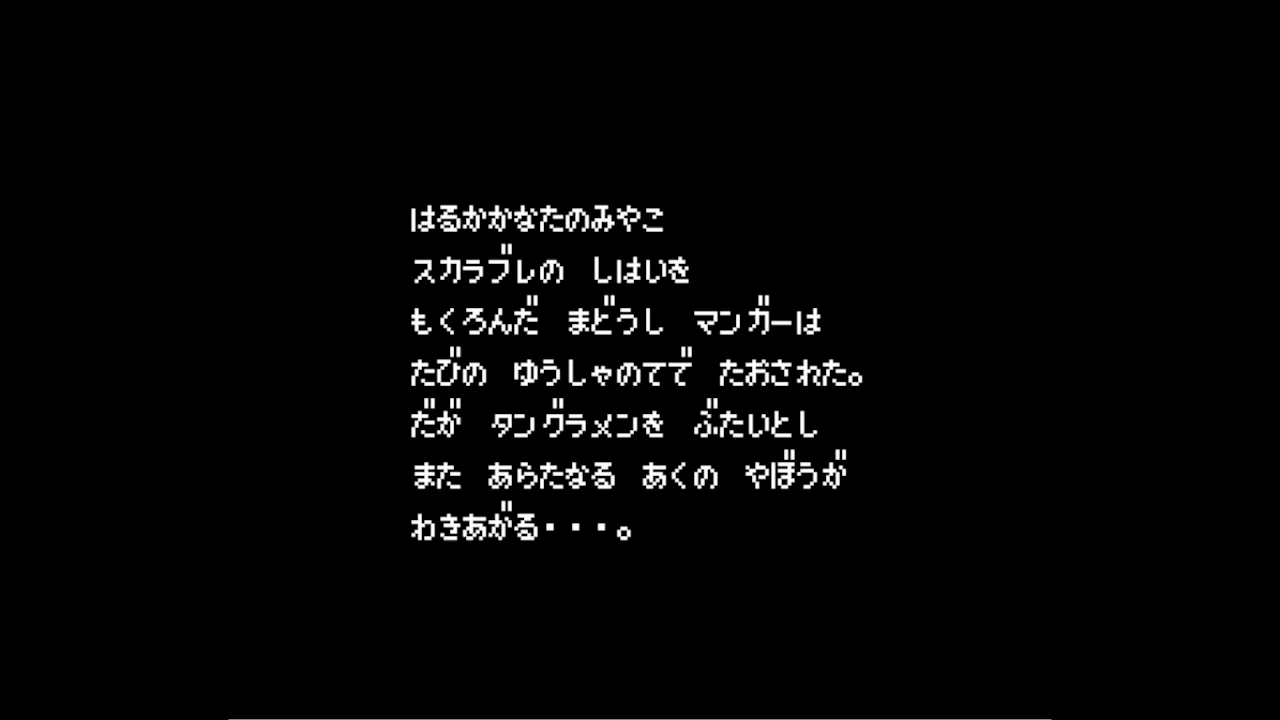 はるかかなたのみやこ
スカラブレの しはいを
もくろんだ まどうし マンガーは
たびの ゆうしゃのてで たおされた。
だが タングラメンを ぶたいとし
また あらたなる あくの やぼうが
わきあがる・・・。